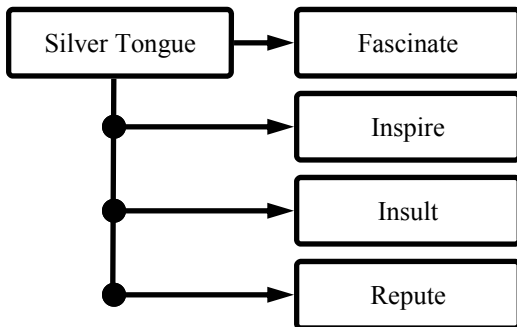 Silver Tongue
Fascinate
Inspire
Insult
Repute